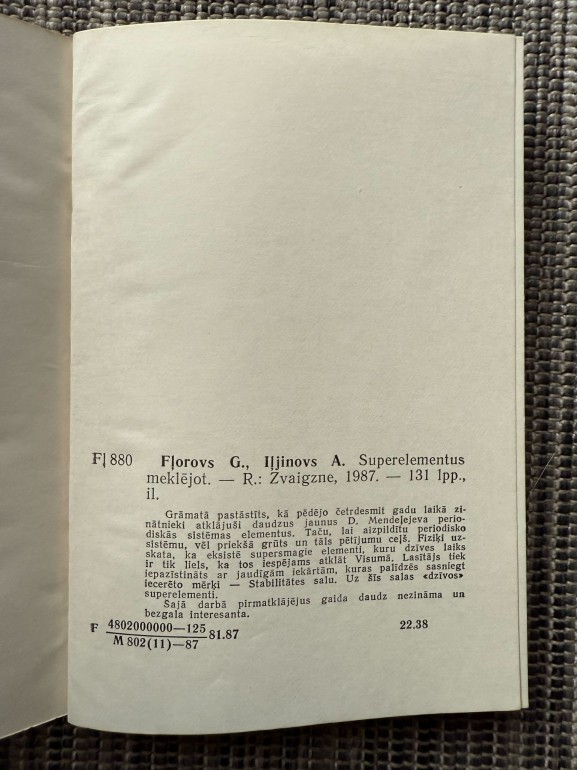 Fļ 880 Fļorovs G., Iļjinovs A. Superelementus
meklējot. — R.: Zvaigzne, 1987. — 131 lpp.,
il.
Grāmatā pastāstīts, kā pēdējo četrdesmit gadu laikā zi-
nātnieki atklājuši daudzus jaunus D. Mendeļejeva perio-
diskās sistēmas elementus. Taču, lai aizpildītu periodisko
sistēmu, vēl priekšā grūts un tāls pētījumu ceļš. Fiziķi uz-
skata, ka eksistē supersmagie elementi, kuru dzīves laiks
ir tik liels, ka tos iespējams atklāt Visumā. Lasītājs tiek
iepazīstināts ar jaudīgām iekārtām, kuras palīdzēs sasniegt
iecerēto mērķi — Stabilitātes salu. Uz šīs salas «dzīvos»
superelementi.
Šajā darbā pirmatklājējus gaida daudz nezināma un
bezgala interesanta.
F 4802000000—125 81.87 22.38
M 802(11)—87